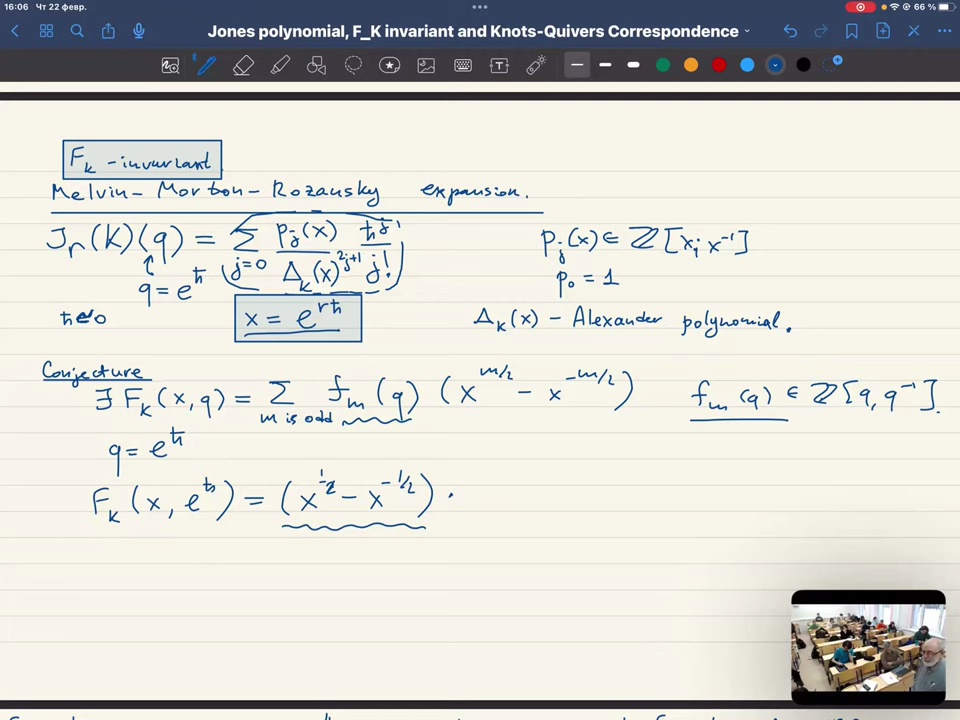 16:06 Чт 22 февр.
66 %
Jones polynomial, F_K invariant and Knots-Quivers Correspondence
F_K -invariant
Melvin-Morton-Rozansky expansion.
J_r(K)(q) = ∑_{j=0} p_j(x)/Δ_K(x)^{2j+1} ħ^j/j! p_j(x) ∈ ℤ[x, x^{-1}]
q = e^ħ p_0 = 1
ħ→0 x = e^{rħ} Δ_K(x) - Alexander polynomial.
Conjecture
∃ F_K(x, q) = ∑_{m is odd} f_m(q) (x^{m/2} - x^{-m/2}) f_m(q) ∈ ℤ[q, q^{-1}].
q = e^ħ
F_K(x, e^ħ) = (x^{1/2} - x^{-1/2}) ·